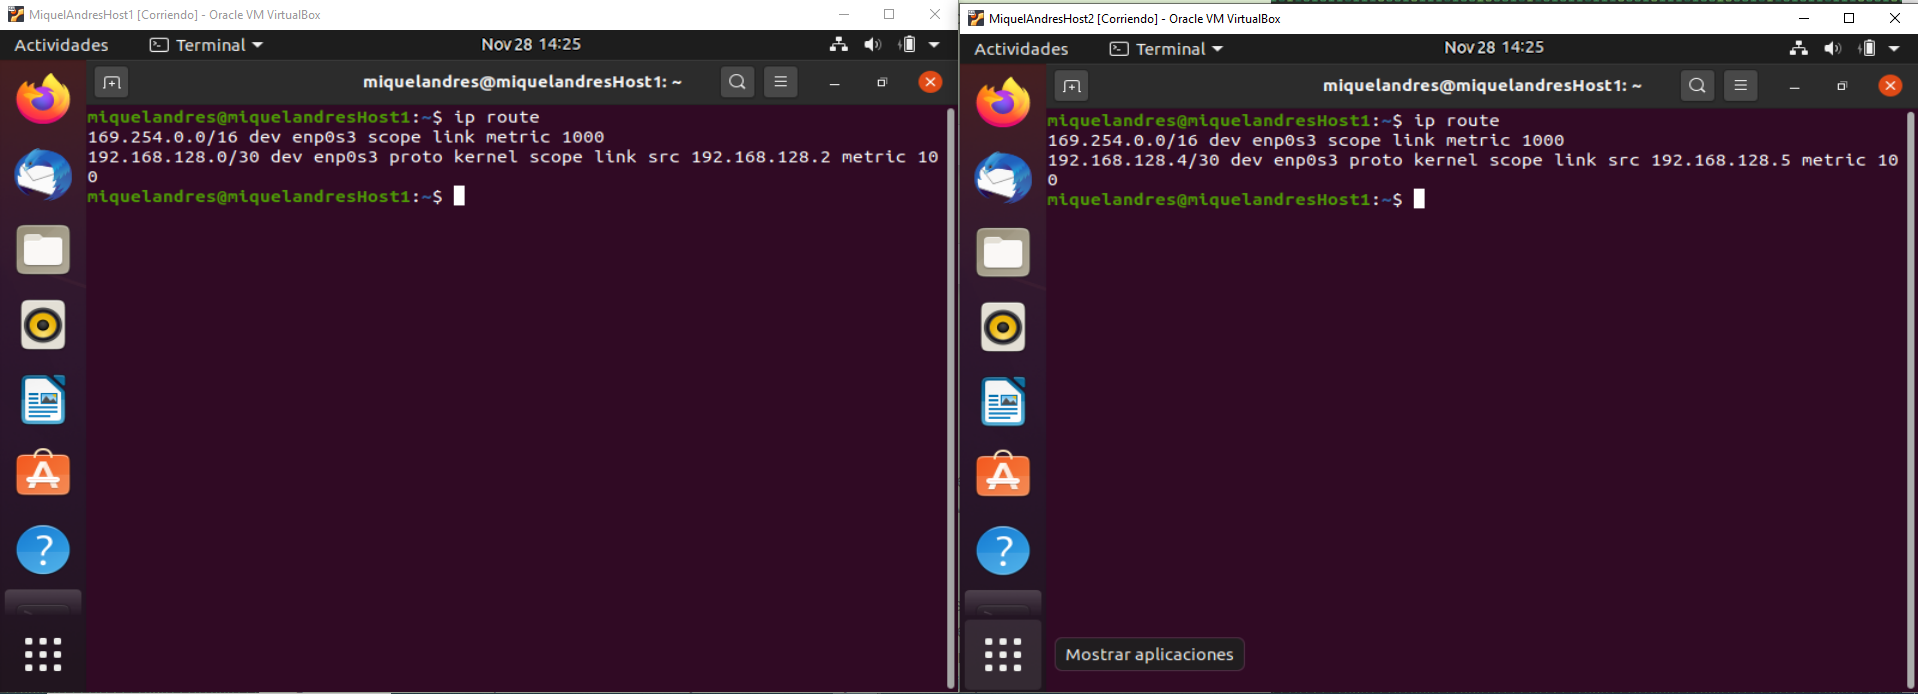 MiquelAndresHost1 [Corriendo] - Oracle VM VirtualBox
Actividades
Terminal
Nov 28 14:25
miquelandres@miquelandresHost1: ~
miquelandres@miquelandresHost1:~$ ip route
169.254.0.0/16 dev enp0s3 scope link metric 1000
192.168.128.0/30 dev enp0s3 proto kernel scope link src 192.168.128.2 metric 10
0
miquelandres@miquelandresHost1:~$
MiquelAndresHost2 [Corriendo] - Oracle VM VirtualBox
Actividades
Terminal
Nov 28 14:25
miquelandres@miquelandresHost1: ~
miquelandres@miquelandresHost1:~$ ip route
169.254.0.0/16 dev enp0s3 scope link metric 1000
192.168.128.4/30 dev enp0s3 proto kernel scope link src 192.168.128.5 metric 10
0
miquelandres@miquelandresHost1:~$
Mostrar aplicaciones